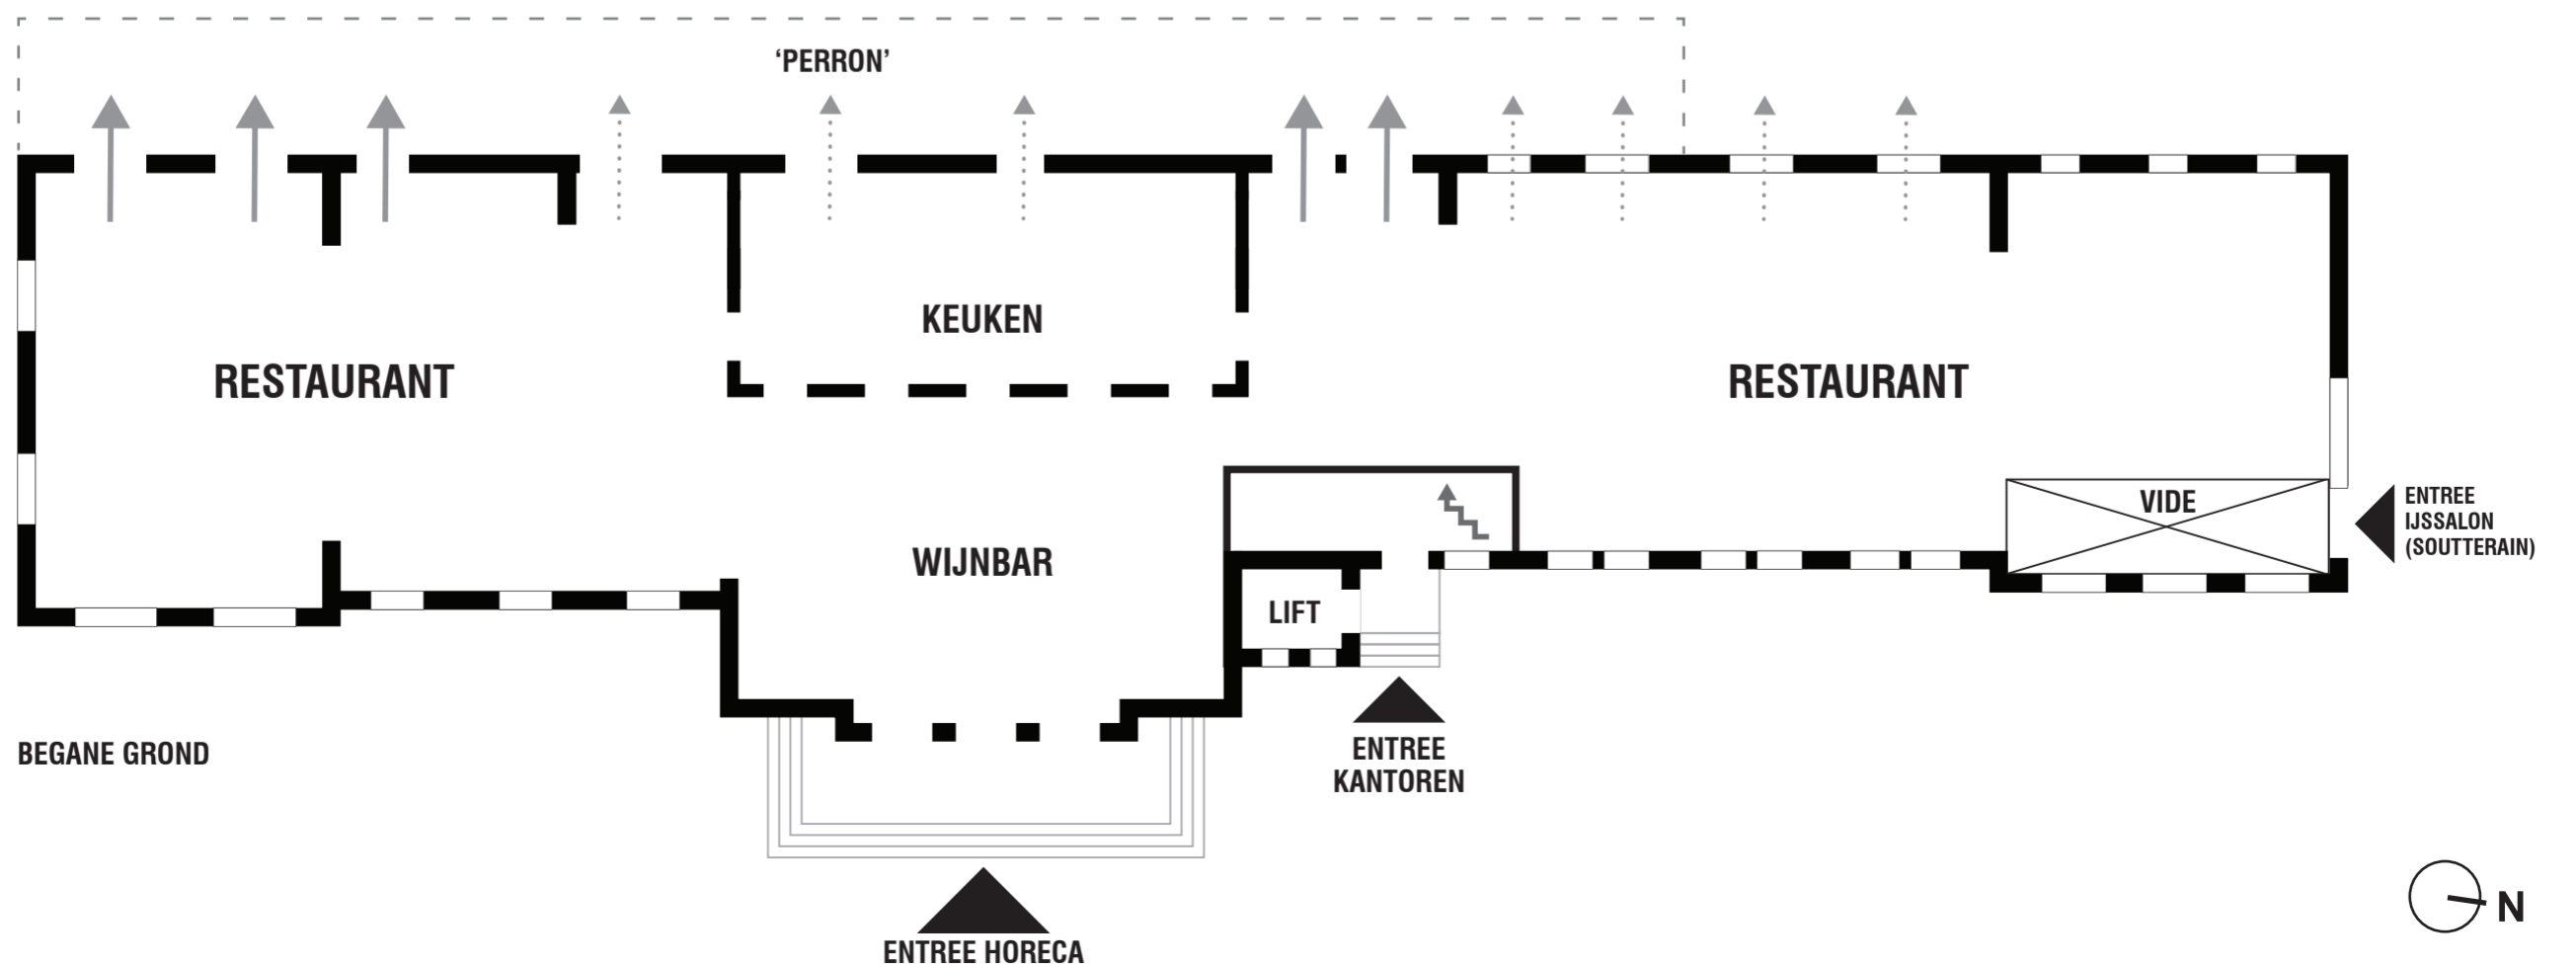 ‘PERRON’
KEUKEN
RESTAURANT
RESTAURANT
VIDE
ENTREE
IJSSALON
(SOUTTERAIN)
WIJNBAR
LIFT
BEGANE GROND
ENTREE
KANTOREN
ENTREE HORECA
N